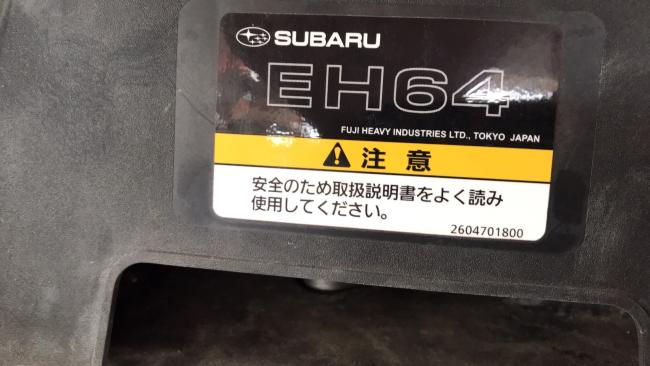 SUBARU
EH64
FUJI HEAVY INDUSTRIES LTD., TOKYO JAPAN
注意
安全のため取扱説明書をよく読み
使用してください。
2604701800